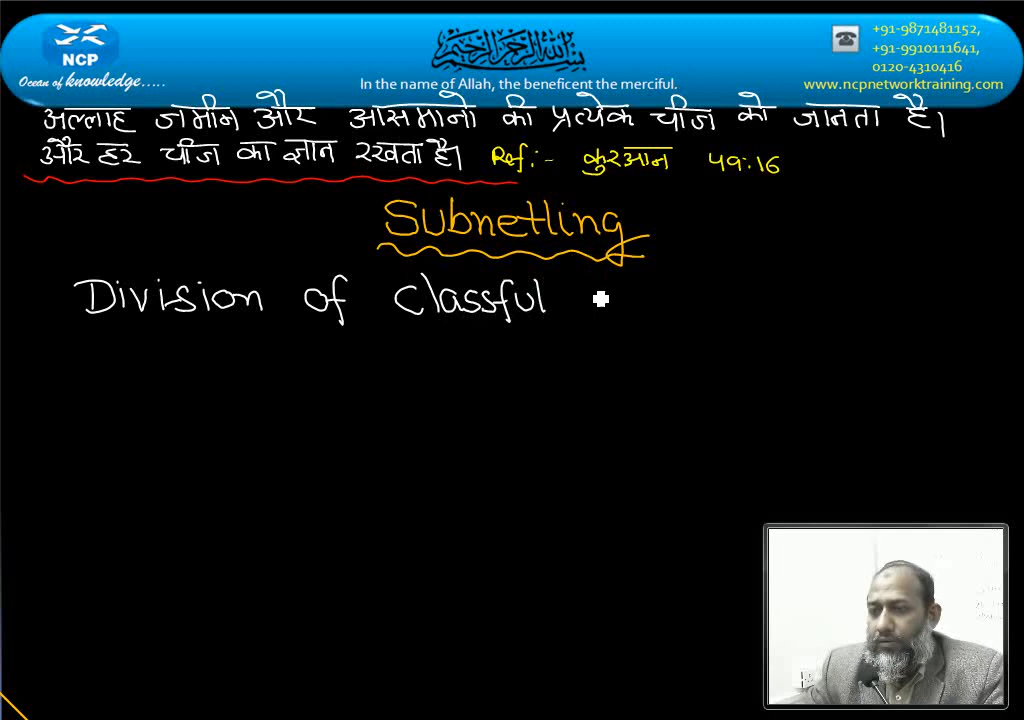 NCP
Ocean of knowledge.....
بسم الله الرحمن الرحيم
In the name of Allah, the beneficent the merciful.
+91-9871481152,
+91-9910111641,
0120-4310416
www.ncpnetworktraining.com
अल्लाह जमीन और आसमानो की प्रत्येक चीज को जानता है।
और हर चीज का ज्ञान रखता है। Ref:- कुरआन 49:16
Subnetting
Division of Classful